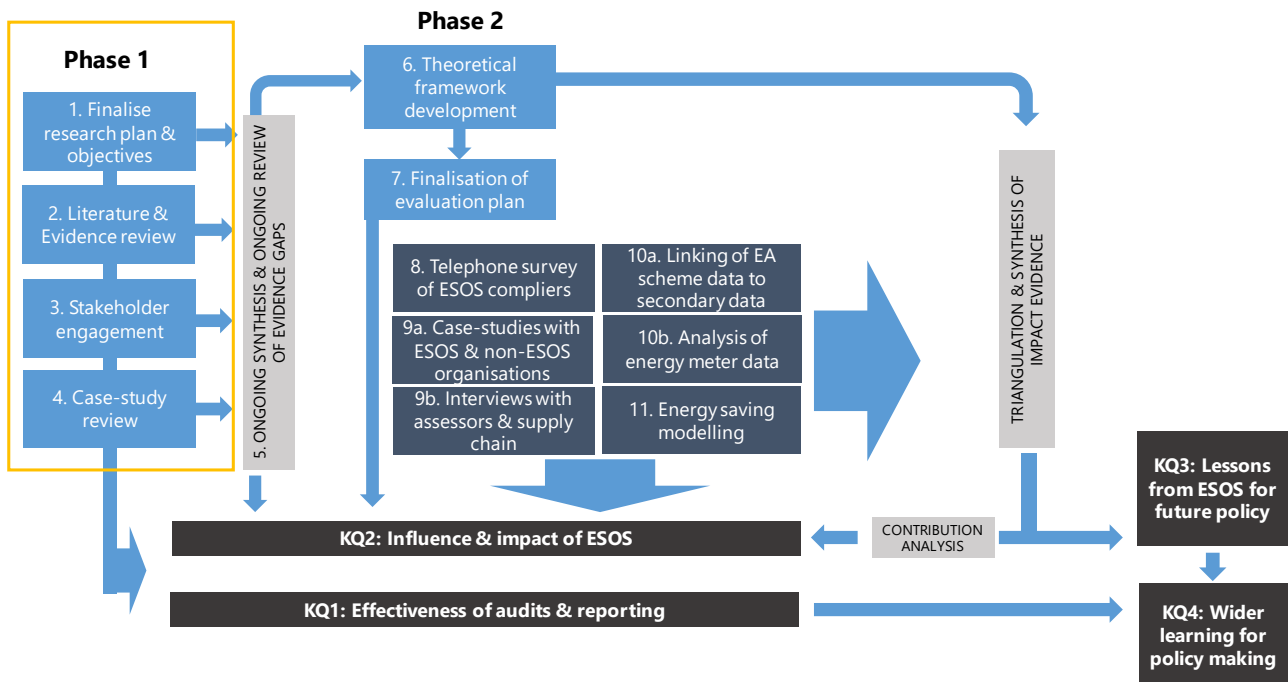 Phase 1
1. Finalise
research plan &
objectives
2. Literature &
Evidence review
3. Stakeholder
engagement
4. Case-study
review
5. ONGOING SYNTHESIS & ONGOING REVIEW
OF EVIDENCE GAPS
Phase 2
6. Theoretical
framework
development
7. Finalisation of
evaluation plan
8. Telephone survey
of ESOS compliers
9a. Case-studies with
ESOS & non-ESOS
organisations
9b. Interviews with
assessors & supply
chain
10a. Linking of EA
scheme data to
secondary data
10b. Analysis of
energy meter data
11. Energy saving
modelling
TRIANGULATION & SYNTHESIS OF
IMPACT EVIDENCE
KQ2: Influence & impact of ESOS
CONTRIBUTION
ANALYSIS
KQ3: Lessons
from ESOS for
future policy
KQ1: Effectiveness of audits & reporting
KQ4: Wider
learning for
policy making